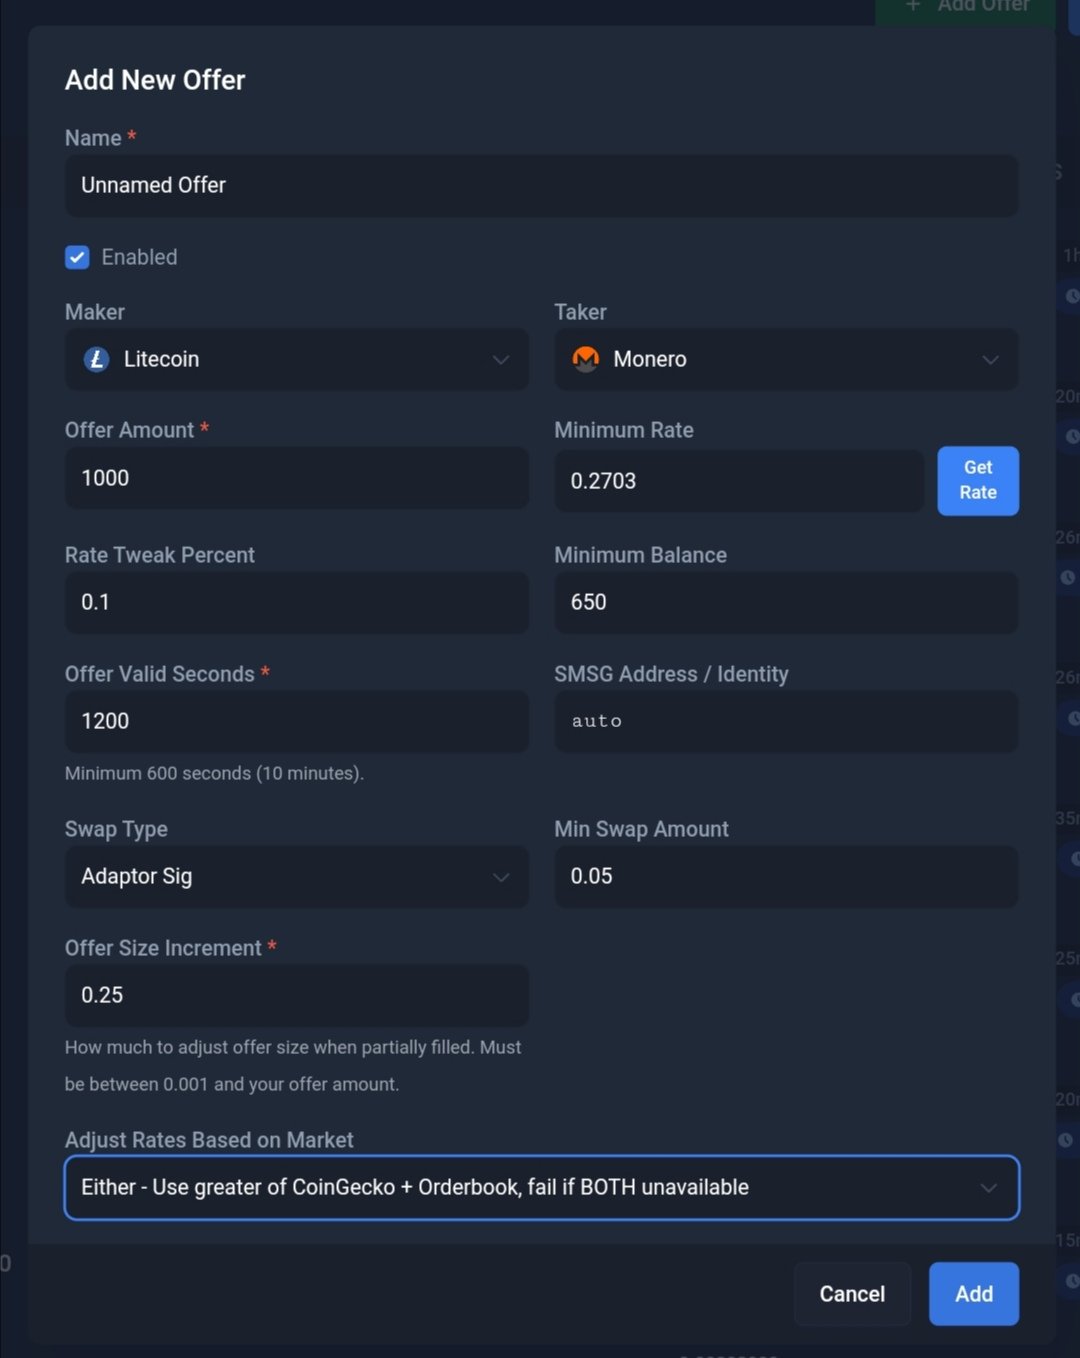 + Add Offer
Add New Offer
Name *
Unnamed Offer
Enabled
Maker
Taker
Litecoin
Monero
Offer Amount *
Minimum Rate
1000
0.2703
Get
Rate
Rate Tweak Percent
Minimum Balance
0.1
650
Offer Valid Seconds *
SMSG Address / Identity
1200
auto
Minimum 600 seconds (10 minutes).
Swap Type
Min Swap Amount
Adaptor Sig
0.05
Offer Size Increment *
0.25
How much to adjust offer size when partially filled. Must
be between 0.001 and your offer amount.
Adjust Rates Based on Market
Either - Use greater of CoinGecko + Orderbook, fail if BOTH unavailable
Cancel
Add